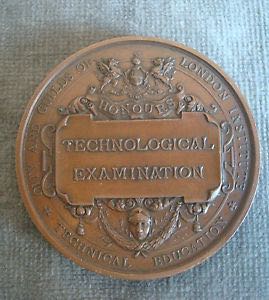 CITY AND GUILDS OF LONDON INSTITUTE
HONOURS
TECHNOLOGICAL
EXAMINATION
TECHNICAL EDUCATION